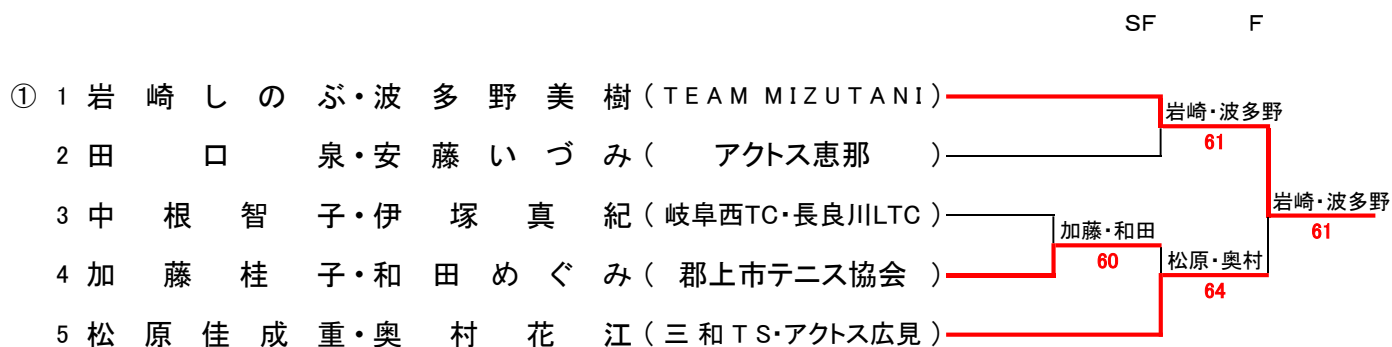 SF F
① 1 岩崎しのぶ・波多野美樹(TEAM MIZUTANI)
岩崎・波多野
61
2 田口泉・安藤いづみ(アクトス恵那)
3 中根智子・伊塚真紀(岐阜西TC・長良川LTC)
岩崎・波多野
61
加藤・和田
60
4 加藤桂子・和田めぐみ(郡上市テニス協会)
松原・奥村
64
5 松原佳成重・奥村花江(三和TS・アクトス広見)